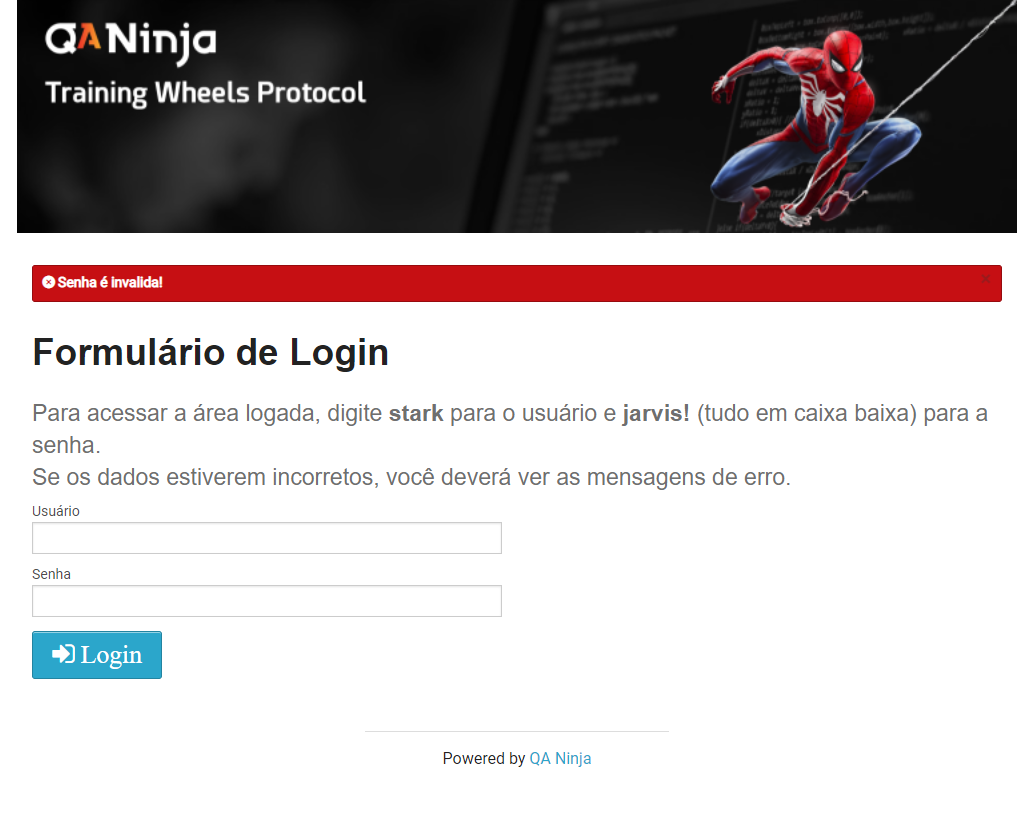 QANinja
Training Wheels Protocol
Senha é invalida!
Formulário de Login
Para acessar a área logada, digite stark para o usuário e jarvis! (tudo em caixa baixa) para a
senha.
Se os dados estiverem incorretos, você deverá ver as mensagens de erro.
Usuário
Senha
Login
Powered by QA Ninja